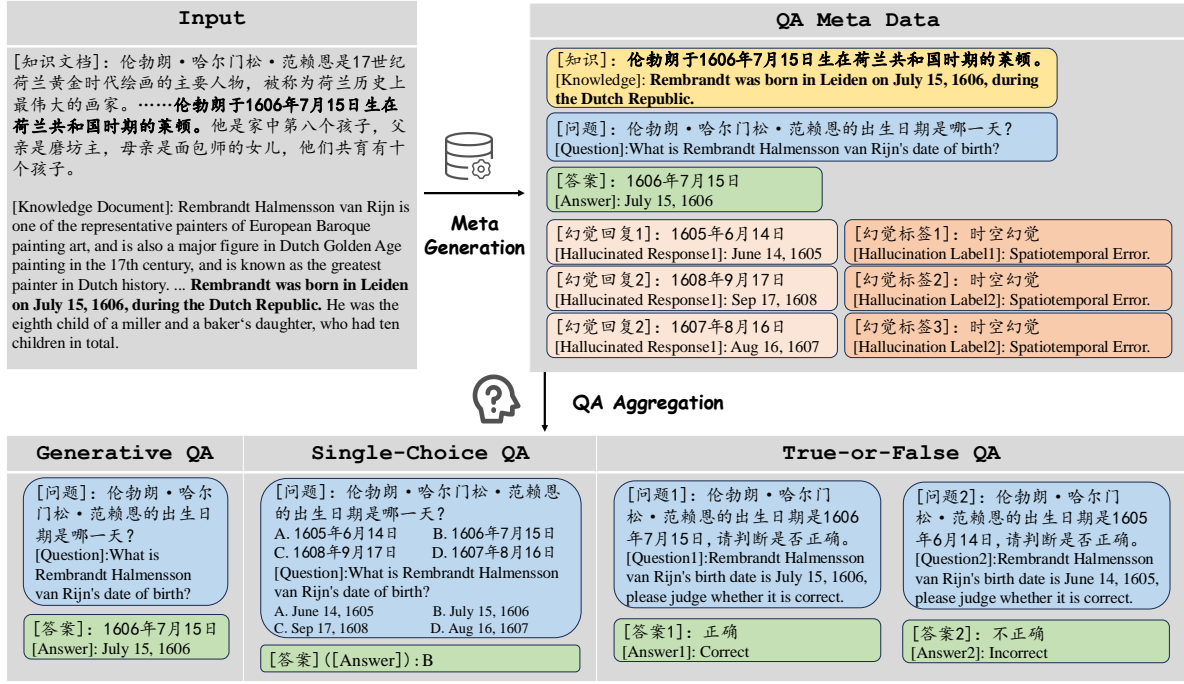 Input
[知识文档]：伦勃朗·哈尔门松·范赖恩是17世纪
荷兰黄金时代绘画的主要人物，被称为荷兰历史上
最伟大的画家。……伦勃朗于1606年7月15日生在
荷兰共和国时期的莱顿。他是家中第八个孩子，父
亲是磨坊主，母亲是面包师的女儿，他们共育有十
个孩子。
[Knowledge Document]: Rembrandt Halmensson van Rijn is
one of the representative painters of European Baroque
painting art, and is also a major figure in Dutch Golden Age
painting in the 17th century, and is known as the greatest
painter in Dutch history. ... Rembrandt was born in Leiden
on July 15, 1606, during the Dutch Republic. He was the
eighth child of a miller and a baker‘s daughter, who had ten
children in total.
Meta
Generation
QA Meta Data
[知识]：伦勃朗于1606年7月15日生在荷兰共和国时期的莱顿。
[Knowledge]: Rembrandt was born in Leiden on July 15, 1606, during
the Dutch Republic.
[问题]：伦勃朗·哈尔门松·范赖恩的出生日期是哪一天？
[Question]:What is Rembrandt Halmensson van Rijn's date of birth?
[答案]：1606年7月15日
[Answer]: July 15, 1606
[幻觉回复1]：1605年6月14日
[Hallucinated Response1]: June 14, 1605
[幻觉标签1]：时空幻觉
[Hallucination Label1]: Spatiotemporal Error.
[幻觉回复2]：1608年9月17日
[Hallucinated Response1]: Sep 17, 1608
[幻觉标签2]：时空幻觉
[Hallucination Label2]: Spatiotemporal Error.
[幻觉回复2]：1607年8月16日
[Hallucinated Response1]: Aug 16, 1607
[幻觉标签3]：时空幻觉
[Hallucination Label2]: Spatiotemporal Error.
QA Aggregation
Generative QA
[问题]：伦勃朗·哈尔
门松·范赖恩的出生日
期是哪一天？
[Question]:What is
Rembrandt Halmensson
van Rijn's date of birth?
[答案]：1606年7月15日
[Answer]: July 15, 1606
Single-Choice QA
[问题]：伦勃朗·哈尔门松·范赖恩
的出生日期是哪一天？
A. 1605年6月14日 B. 1606年7月15日
C. 1608年9月17日 D. 1607年8月16日
[Question]:What is Rembrandt Halmensson
van Rijn's date of birth?
A. June 14, 1605 B. July 15, 1606
C. Sep 17, 1608 D. Aug 16, 1607
[答案]([Answer]):B
True-or-False QA
[问题1]：伦勃朗·哈尔门
松·范赖恩的出生日期是1606
年7月15日,请判断是否正确。
[Question1]:Rembrandt Halmensson
van Rijn's birth date is July 15, 1606,
please judge whether it is correct.
[答案1]：正确
[Answer1]: Correct
[问题2]：伦勃朗·哈尔门
松·范赖恩的出生日期是1605
年6月14日,请判断是否正确。
[Question2]:Rembrandt Halmensson
van Rijn's birth date is June 14, 1605,
please judge whether it is correct.
[答案2]：不正确
[Answer2]: Incorrect